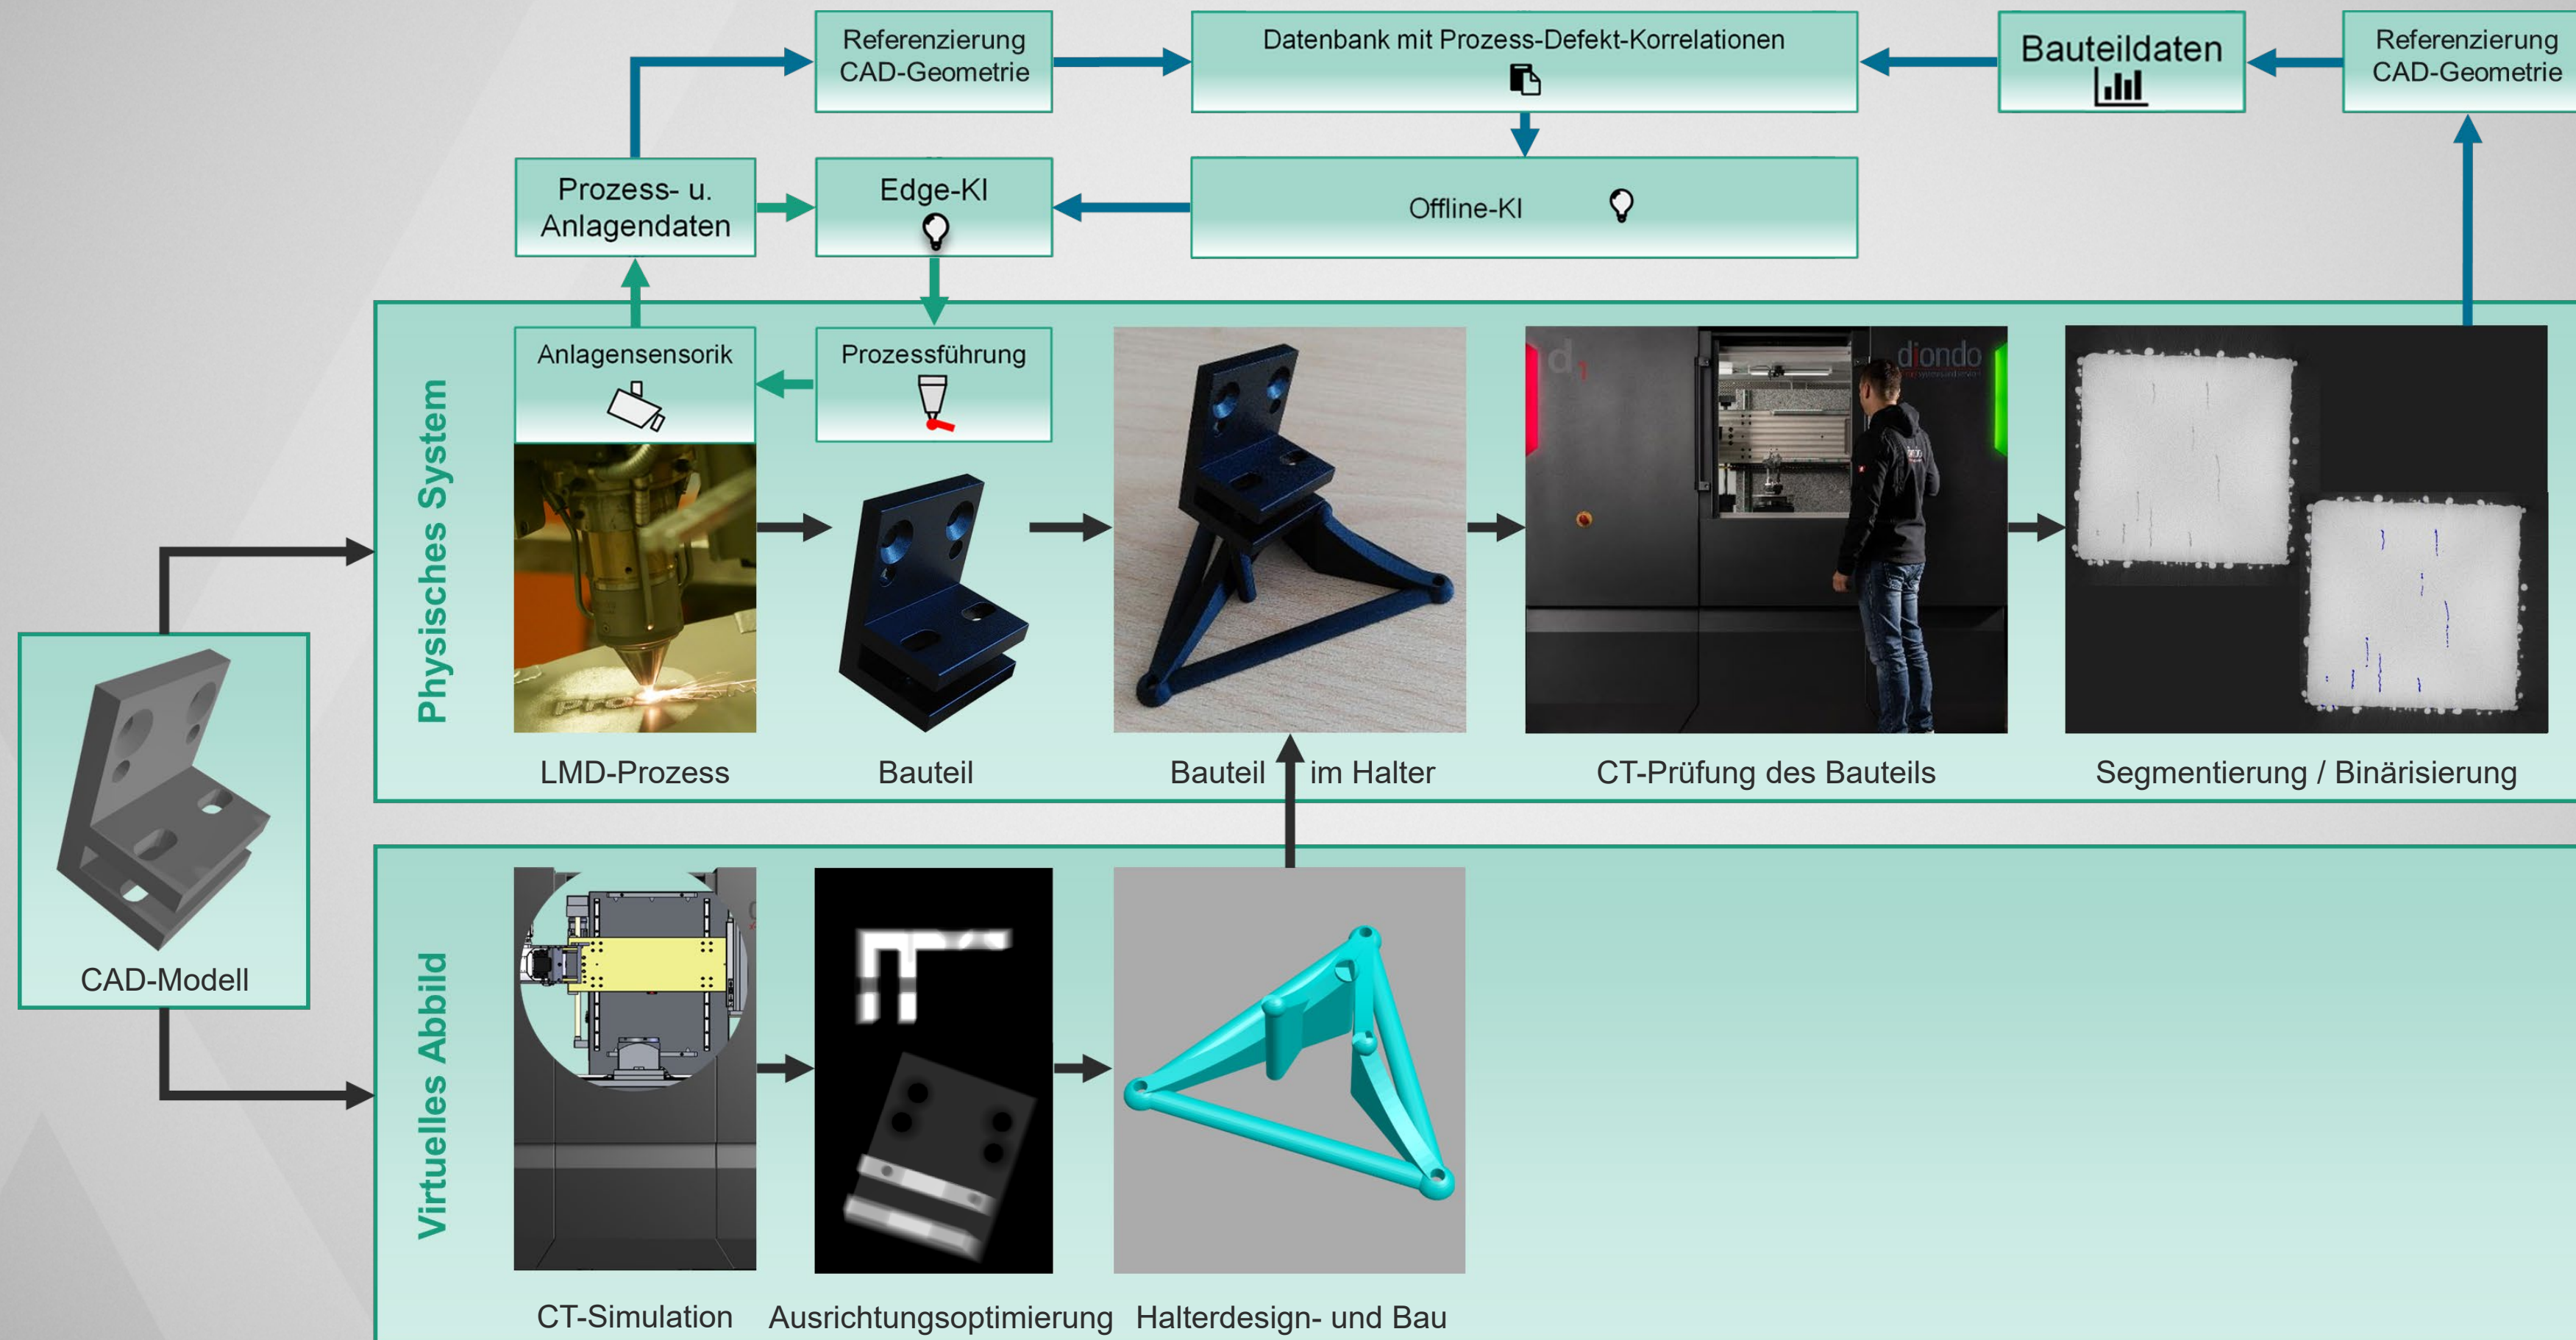 Referenzierung
CAD-Geometrie
Datenbank mit Prozess-Defekt-Korrelationen
Bauteildaten
Referenzierung
CAD-Geometrie
Prozess- u.
Anlagendaten
Edge-KI
Offline-KI
Physisches System
Anlagensensorik
Prozessführung
d1
diondo
Pro
LMD-Prozess
Bauteil
Bauteil im Halter
CT-Prüfung des Bauteils
Segmentierung / Binärisierung
CAD-Modell
Virtuelles Abbild
CT-Simulation
Ausrichtungsoptimierung
Halterdesign- und Bau